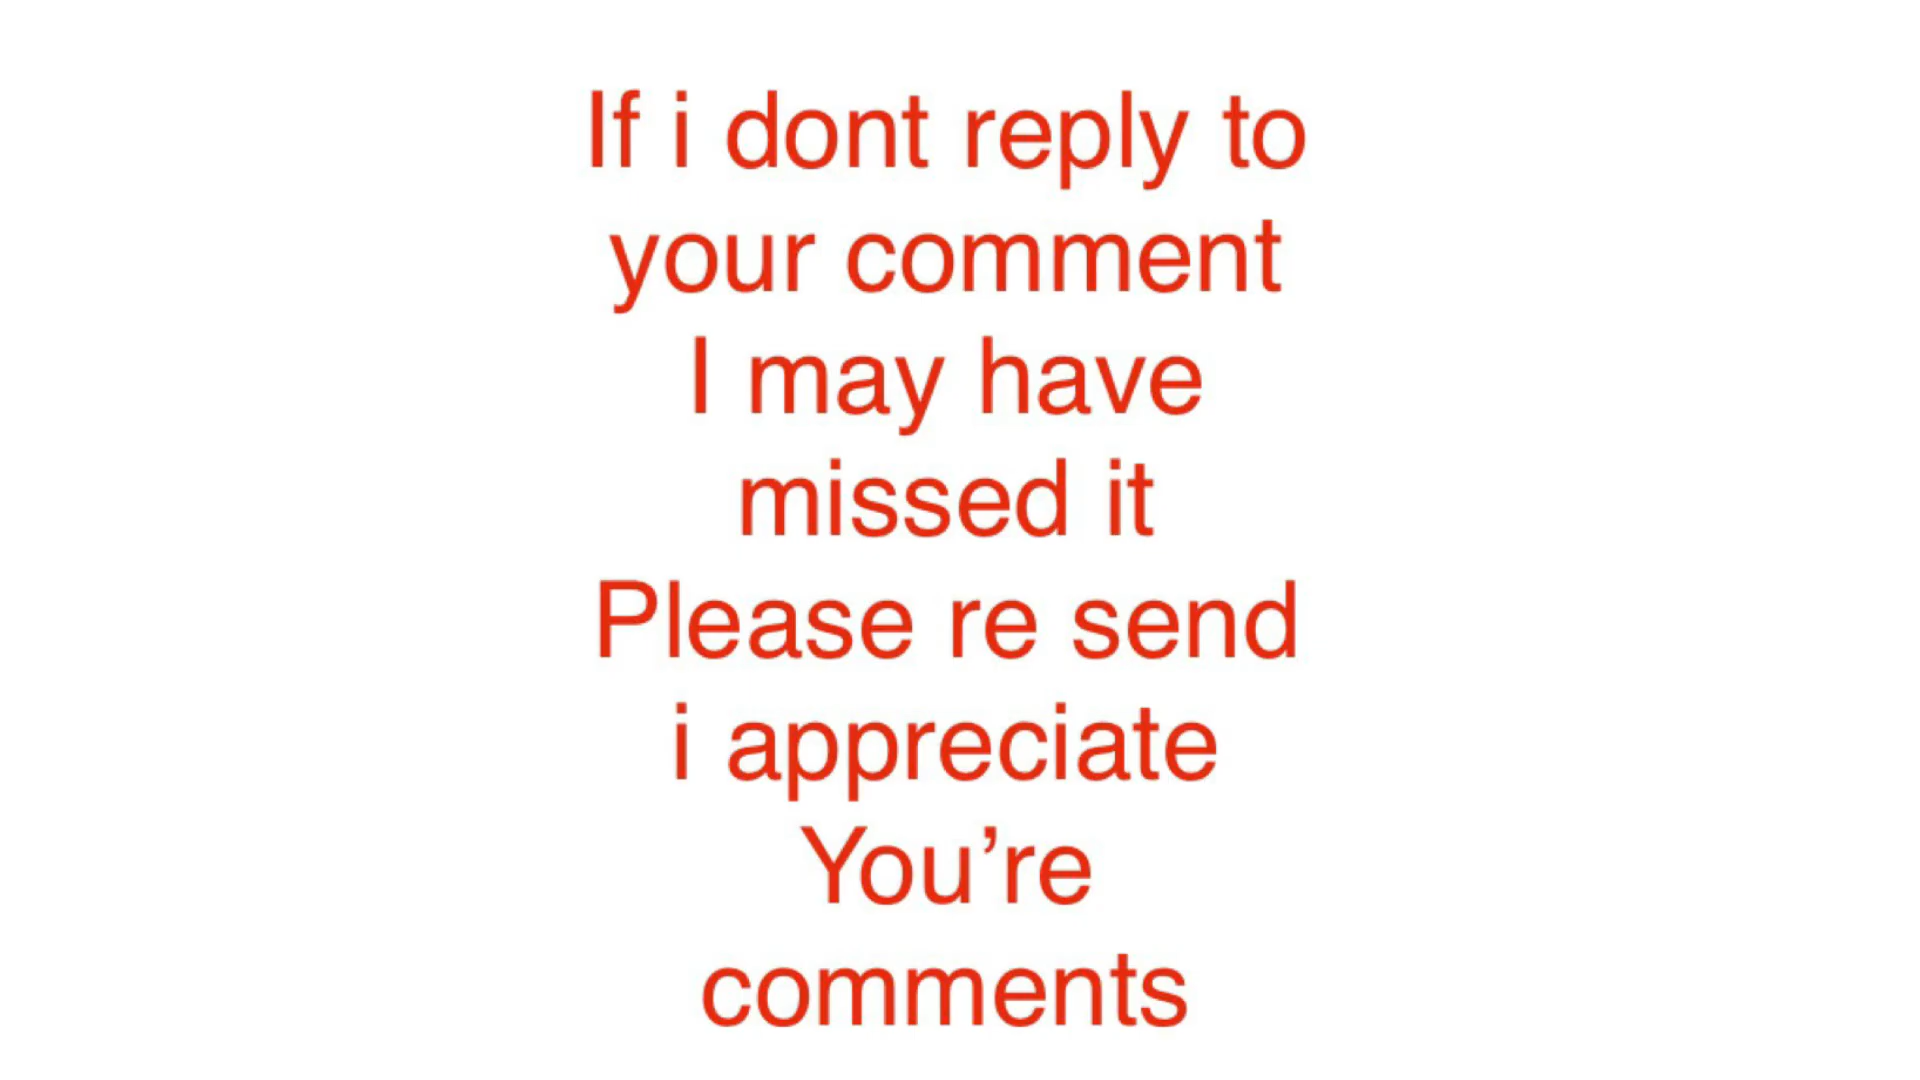 If i dont reply to
your comment
I may have
missed it
Please re send
i appreciate
You’re
comments